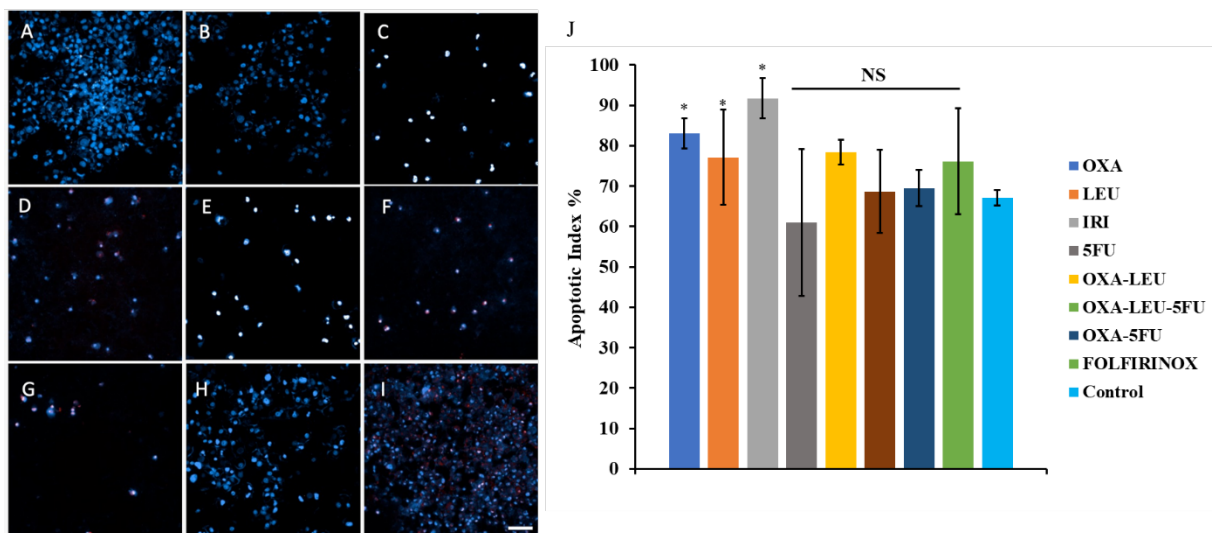 A
B
C
D
E
F
G
H
I
J
NS
*
*
*
Apoptotic Index %
100
90
80
70
60
50
40
30
20
10
0
OXA
LEU
IRI
5FU
OXA-LEU
OXA-LEU-5FU
OXA-5FU
FOLFIRINOX
Control